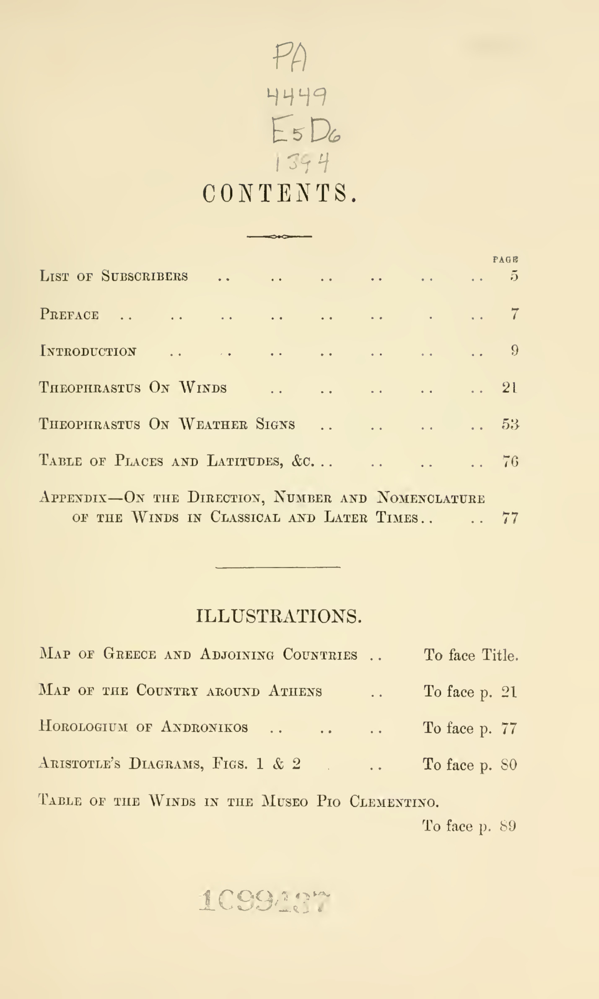 PA
4449
E5D6
1394
CONTENTS.
PAGE
LIST OF SUBSCRIBERS .. .. .. .. .. .. 5
PREFACE .. .. .. .. .. .. . .. 7
INTRODUCTION .. .. .. .. .. .. .. 9
THEOPHRASTUS ON WINDS .. .. .. .. .. 21
THEOPHRASTUS ON WEATHER SIGNS .. .. .. .. 53
TABLE OF PLACES AND LATITUDES, &C. .. .. .. .. 76
APPENDIX—ON THE DIRECTION, NUMBER AND NOMENCLATURE
OF THE WINDS IN CLASSICAL AND LATER TIMES.. .. 77
ILLUSTRATIONS.
MAP OF GREECE AND ADJOINING COUNTRIES .. To face Title.
MAP OF THE COUNTRY AROUND ATHENS .. To face p. 21
HOROLOGIUM OF ANDRONIKOS .. .. .. To face p. 77
ARISTOTLE'S DIAGRAMS, FIGS. 1 & 2 . .. To face p. 80
TABLE OF THE WINDS IN THE MUSEO PIO CLEMENTINO.
To face p. 89